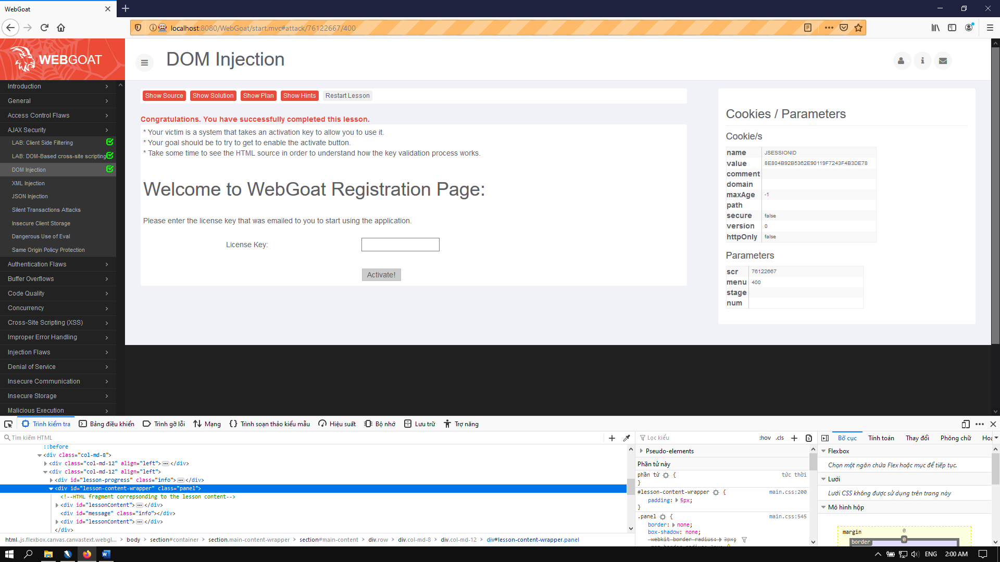 WebGoat
localhost:8080/WebGoat/start.mvc#attack/76122667/400
WEBGOAT
DOM Injection
Introduction
General
Access Control Flaws
AJAX Security
LAB: Client Side Filtering
LAB: DOM-Based cross-site scripting
DOM Injection
XML Injection
JSON Injection
Silent Transactions Attacks
Insecure Client Storage
Dangerous Use of Eval
Same Origin Policy Protection
Authentication Flaws
Buffer Overflows
Code Quality
Concurrency
Cross-Site Scripting (XSS)
Improper Error Handling
Injection Flaws
Denial of Service
Insecure Communication
Insecure Storage
Malicious Execution
Show Source Show Solution Show Plan Show Hints Restart Lesson
Congratulations. You have successfully completed this lesson.
* Your victim is a system that takes an activation key to allow you to use it.
* Your goal should be to try to get to enable the activate button.
* Take some time to see the HTML source in order to understand how the key validation process works.
Welcome to WebGoat Registration Page:
Please enter the license key that was emailed to you to start using the application.
License Key:
Activate!
Cookies / Parameters
Cookie/s
name JSESSIONID
value 8E804B92B5362E90119F7243F4B3DE78
comment
domain
maxAge -1
path
secure false
version 0
httpOnly false
Parameters
scr 76122667
menu 400
stage
num
Trình kiểm tra Bảng điều khiển Trình gỡ lỗi Mạng {} Trình soạn thảo kiểu mẫu Hiệu suất Bộ nhớ Lưu trữ Trợ năng
Tìm kiếm HTML
::before
<div class="col-md-8">
<div class="col-md-12" align="left"></div>
<div class="col-md-12" align="left">
<div id="lesson-progress" class="info"></div>
<div id="lesson-content-wrapper" class="panel">
<!--HTML fragment correpsonding to the lesson content-->
<div id="lessonContent"></div>
<div id="message" class="info"></div>
<div id="lessonContent"></div>
</div>
html.js.flexbox.canvas.canvastext.webgl... body section#container section.main-content-wrapper section#main-content div.row div.col-md-8 div.col-md-12 div#lesson-content-wrapper.panel
Lọc kiểu :hov .cls
Pseudo-elements
Phần tử này
phần tử { tức thời
}
#lesson-content-wrapper { main.css:200
padding: 5px;
}
.panel { main.css:545
border: none;
box-shadow: none;
-webkit-border-radius: 3px;
-moz-border-radius: 3px;
Bố cục Tính toán Thay đổi Phông chữ
Flexbox
Chọn một ngăn chứa Flex hoặc mục để tiếp tục.
Lưới
Lưới CSS không được sử dụng trên trang này
Mô hình hộp
margin 0
border 0
ENG 2:00 AM